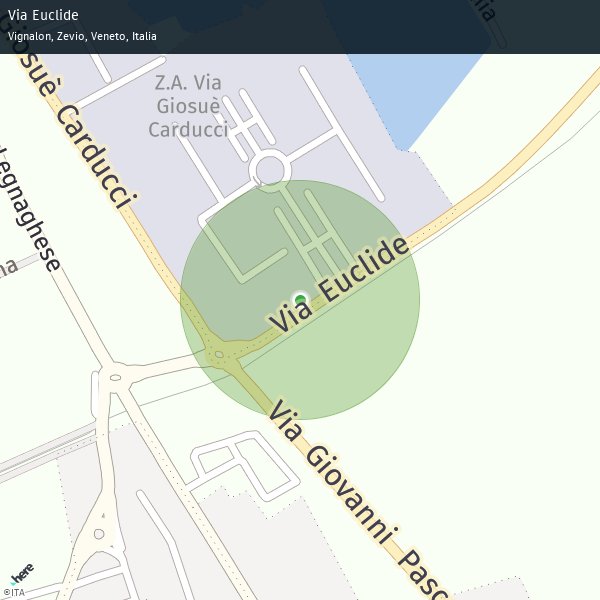 Via Euclide
Vignalon, Zevio, Veneto, Italia
Z.A. Via
Giosuè
Carducci
Giosuè Carducci
Legnaghese
Via Euclide
Via Giovanni Pasc
here
©ITA